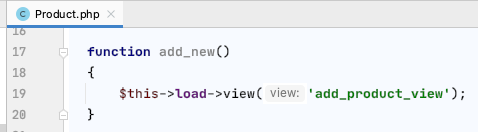 Product.php
16
17 function add_new()
18 {
19 $this->load->view( view: 'add_product_view');
20 }